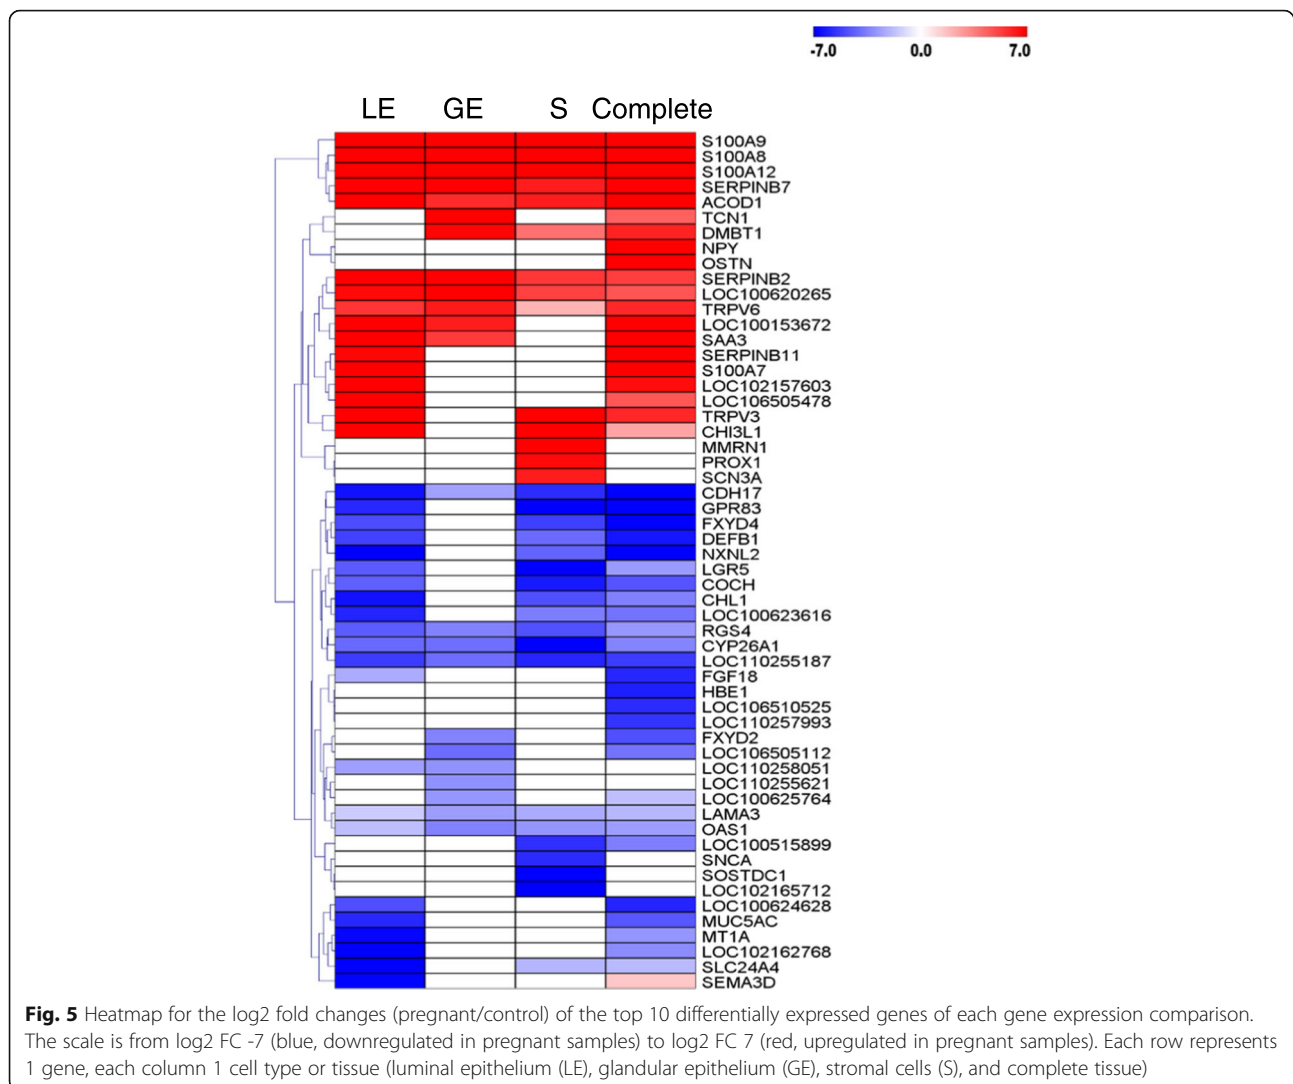 -7.0 0.0 7.0
LE GE S Complete
S100A9
S100A8
S100A12
SERPINB7
ACOD1
TCN1
DMBT1
NPY
OSTN
SERPINB2
LOC100620265
TRPV6
LOC100153672
SAA3
SERPINB11
S100A7
LOC102157603
LOC106505478
TRPV3
CHI3L1
MMRN1
PROX1
SCN3A
CDH17
GPR83
FXYD4
DEFB1
NXNL2
LGR5
COCH
CHL1
LOC100623616
RGS4
CYP26A1
LOC110255187
FGF18
HBE1
LOC106510525
LOC110257993
FXYD2
LOC106505112
LOC110258051
LOC110255621
LOC100625764
LAMA3
OAS1
LOC100515899
SNCA
SOSTDC1
LOC102165712
LOC100624628
MUC5AC
MT1A
LOC102162768
SLC24A4
SEMA3D
Fig. 5 Heatmap for the log2 fold changes (pregnant/control) of the top 10 differentially expressed genes of each gene expression comparison.
The scale is from log2 FC -7 (blue, downregulated in pregnant samples) to log2 FC 7 (red, upregulated in pregnant samples). Each row represents
1 gene, each column 1 cell type or tissue (luminal epithelium (LE), glandular epithelium (GE), stromal cells (S), and complete tissue)